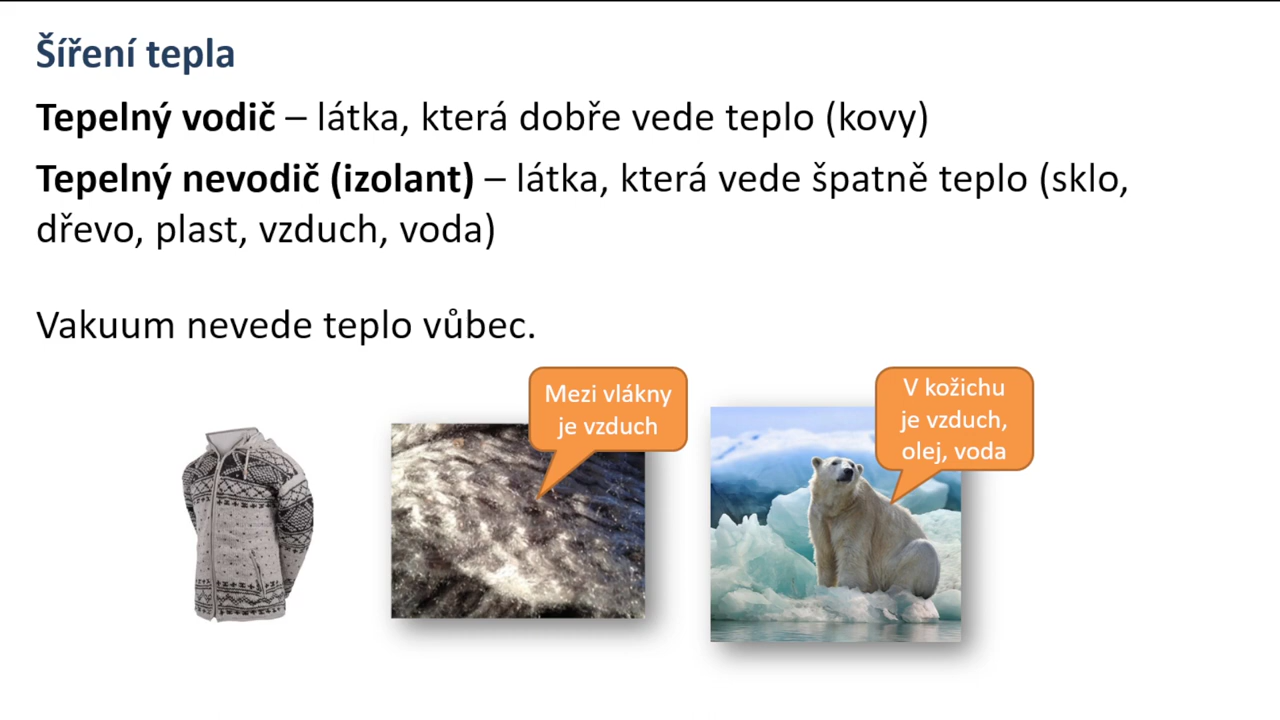 Šíření tepla
Tepelný vodič – látka, která dobře vede teplo (kovy)
Tepelný nevodič (izolant) – látka, která vede špatně teplo (sklo,
dřevo, plast, vzduch, voda)
Vakuum nevede teplo vůbec.
Mezi vlákny
je vzduch
V kožichu
je vzduch,
olej, voda